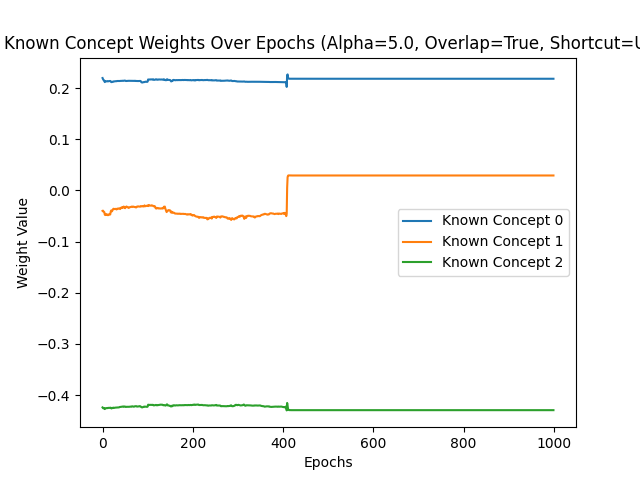 Known Concept Weights Over Epochs (Alpha=5.0, Overlap=True, Shortcut=U
0.2
0.1
0.0
−0.1
−0.2
−0.3
−0.4
Weight Value
Known Concept 0
Known Concept 1
Known Concept 2
0 200 400 600 800 1000
Epochs